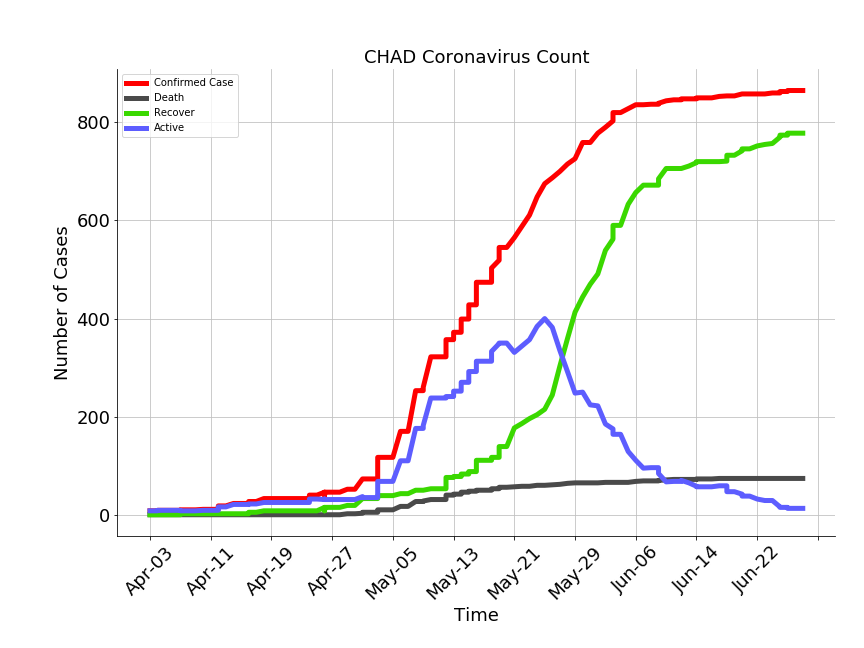 CHAD Coronavirus Count
Confirmed Case
Death
Recover
Active
Number of Cases
800
600
400
200
0
Apr-03
Apr-11
Apr-19
Apr-27
May-05
May-13
May-21
May-29
Jun-06
Jun-14
Jun-22
Time